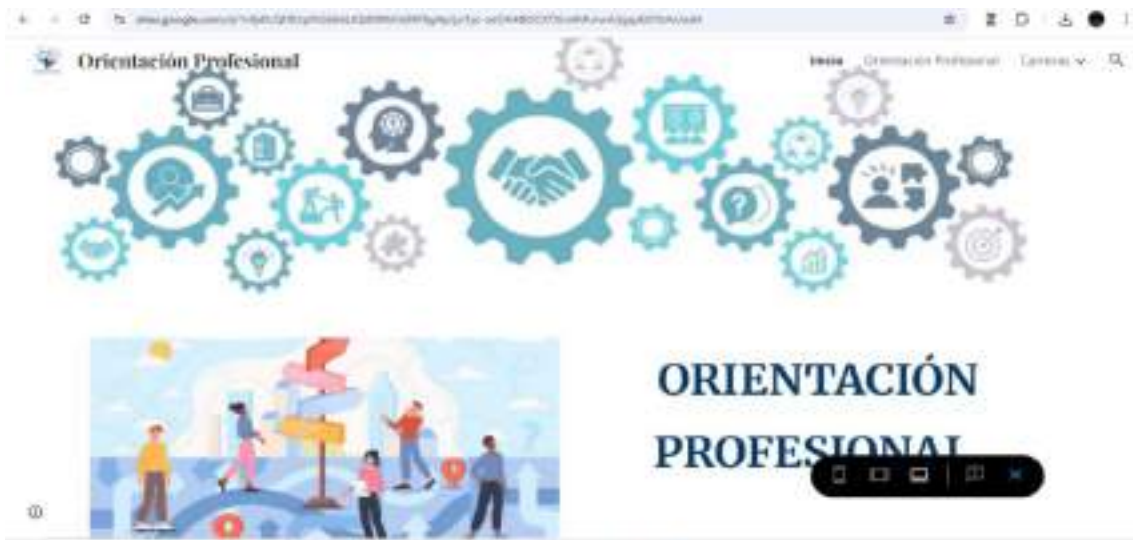 Orientación Profesional
Inicio Orientación Profesional Carreras
ORIENTACIÓN
PROFESIONAL